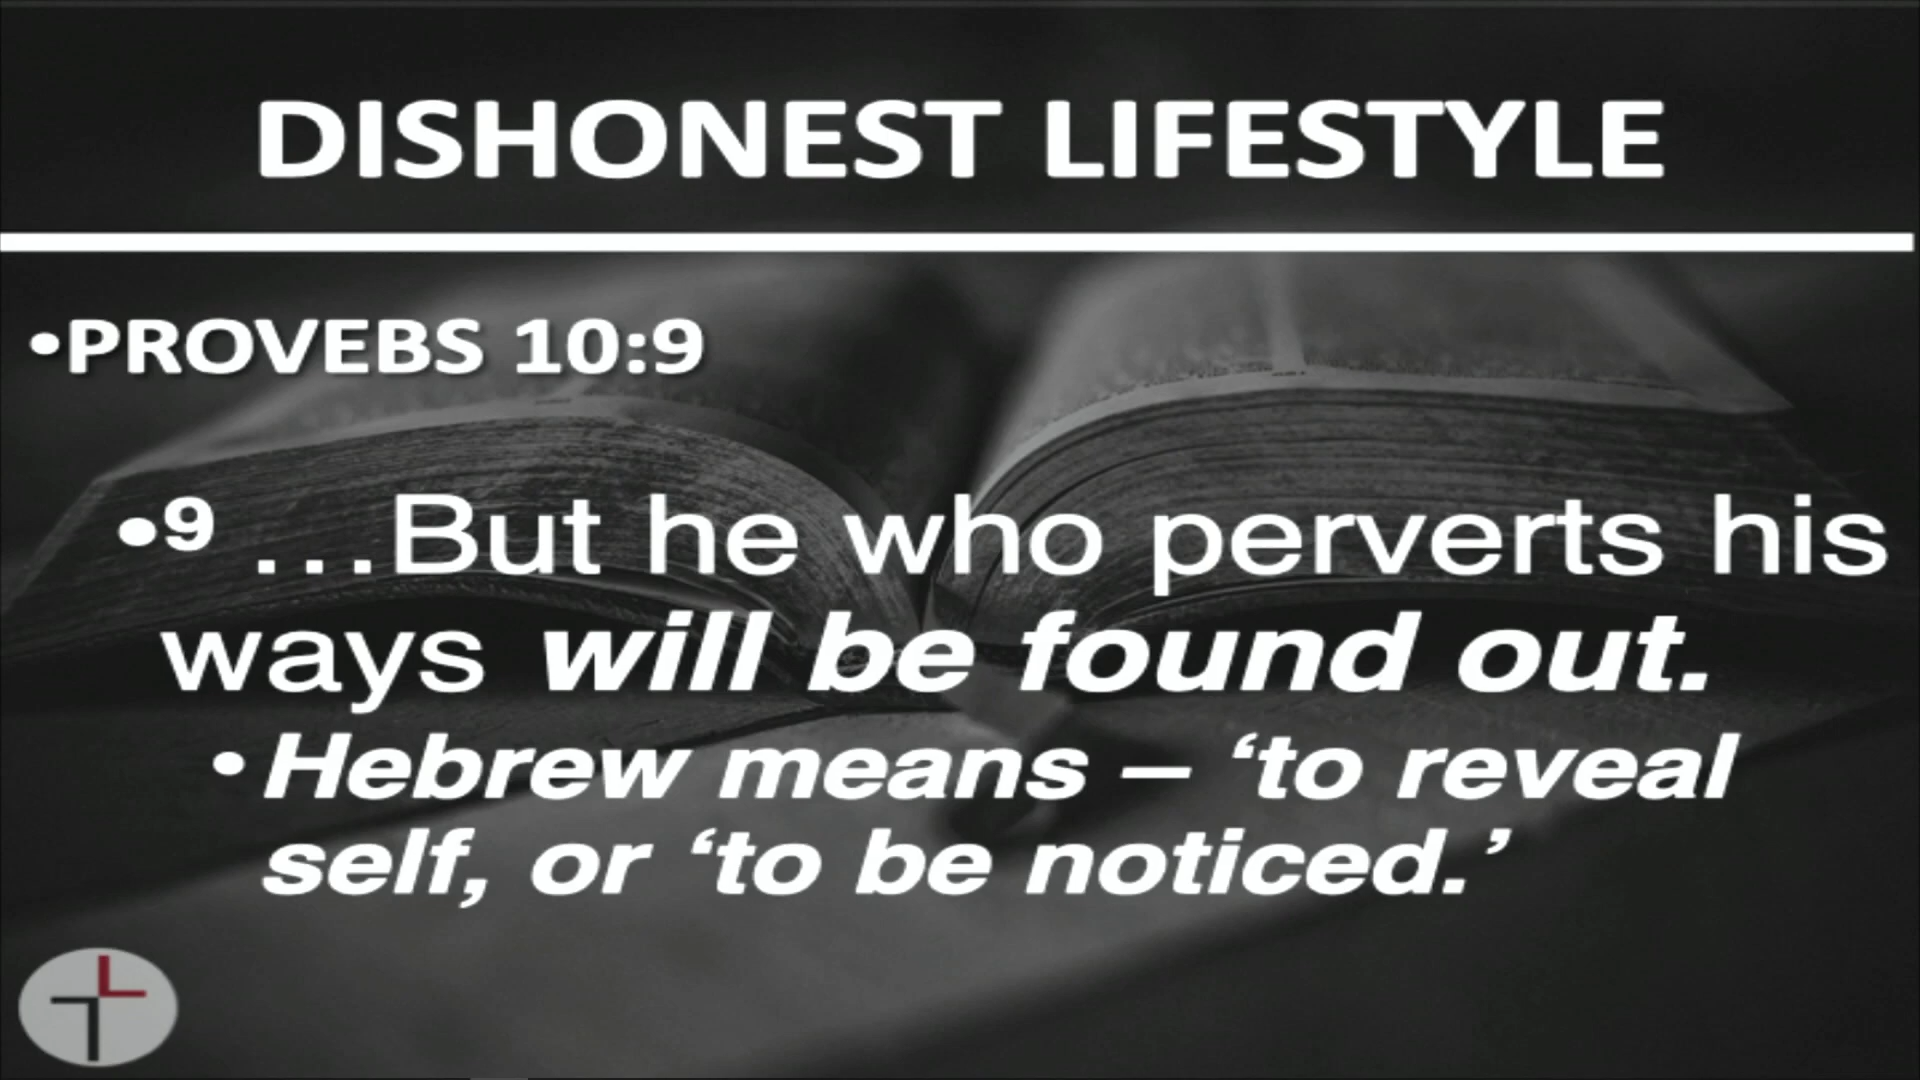 DISHONEST LIFESTYLE
•PROVEBS 10:9
•9 …But he who perverts his
ways will be found out.
• Hebrew means – ‘to reveal
self, or ‘to be noticed.’